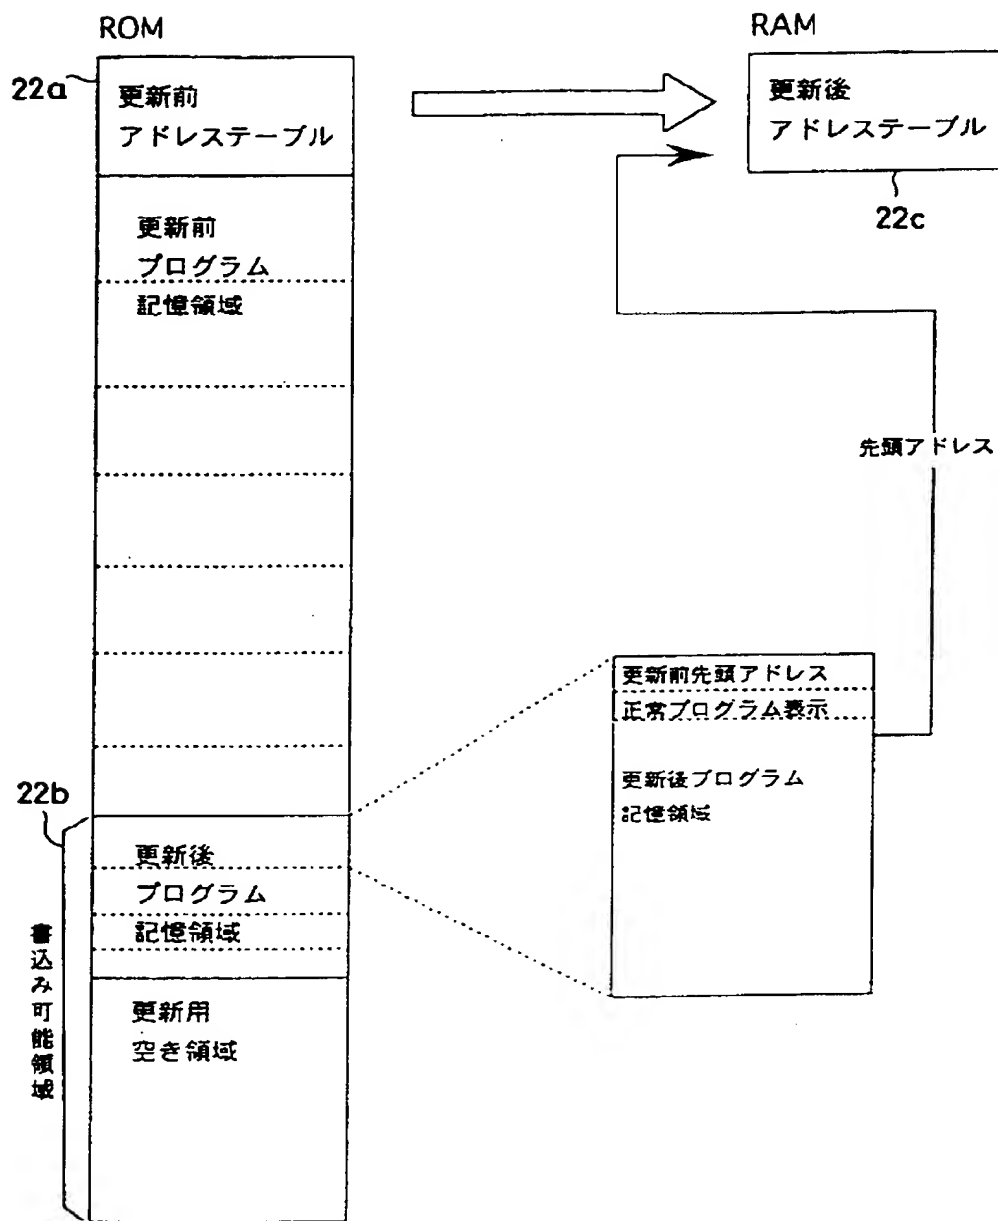 ROM
22a
更新前
アドレステーブル
更新前
プログラム
記憶領域
22b
書込み可能領域
更新後
プログラム
記憶領域
更新用
空き領域
RAM
更新後
アドレステーブル
22c
先頭アドレス
更新前先頭アドレス
正常プログラム表示
更新後プログラム
記憶領域